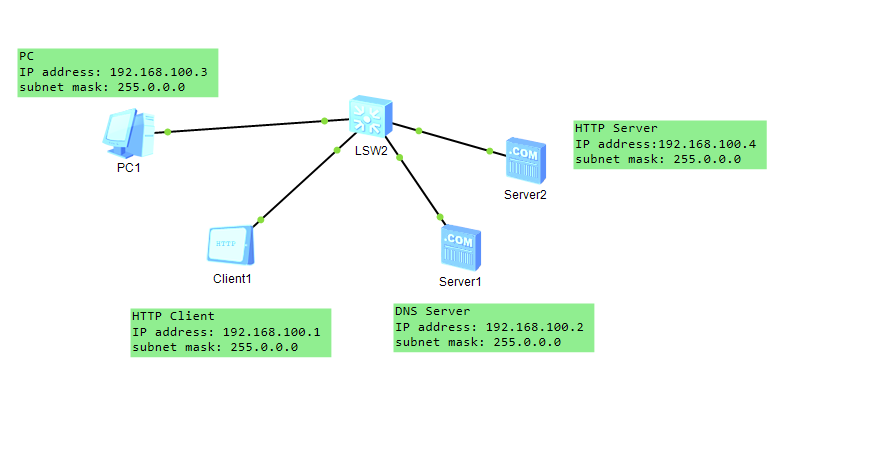 PC
IP address: 192.168.100.3
subnet mask: 255.0.0.0
PC1
LSW2
HTTP Server
IP address:192.168.100.4
subnet mask: 255.0.0.0
.COM
Server2
HTTP
Client1
.COM
Server1
HTTP Client
IP address: 192.168.100.1
subnet mask: 255.0.0.0
DNS Server
IP address: 192.168.100.2
subnet mask: 255.0.0.0